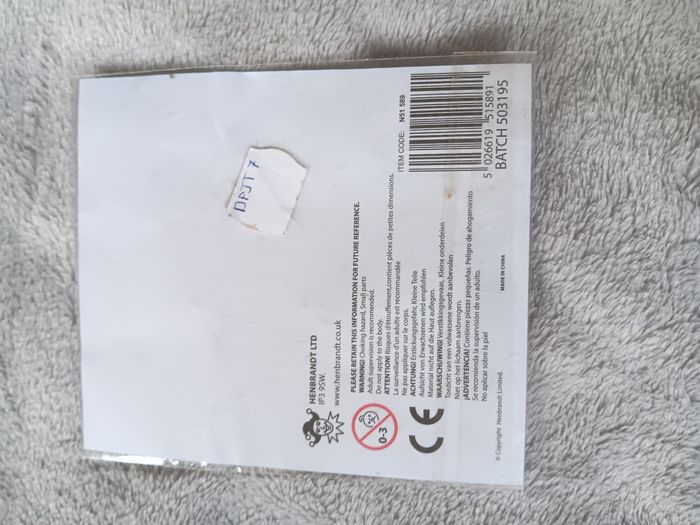 DPJT 7
HENBRANDT LTD
IP3 9SW.
www.henbrandt.co.uk
PLEASE RETAIN THIS INFORMATION FOR FUTURE REFERENCE.
WARNING! Choking hazard, Small parts
Adult supervision is recommended.
Do not apply to the body.
ATTENTION! Risques d'étouffement,contient pièces de petites dimensions.
La surveillance d'un adulte est recommandée
Ne pas appliquer sur le corps.
ACHTUNG! Erstickungsgefahr, Kleine Teile
Aufsicht von Erwachsenen wird empfohlen
Material nicht auf die Haut auflegen.
WAARSCHUWING! Verstikkingsgevaar, Kleine onderdelen
Toezicht van een volwassene wordt aanbevolen
Niet op het lichaam aanbrengen.
¡ADVERTENCIA! Contiene piezas pequeñas. Peligro de ahogamiento
Se recomienda la supervisión de un adulto.
No aplicar sobre la piel
0-3
CE
© Copyright Henbrandt Limited.
MADE IN CHINA
ITEM CODE: N51 589
5 026619 515891
BATCH 503195